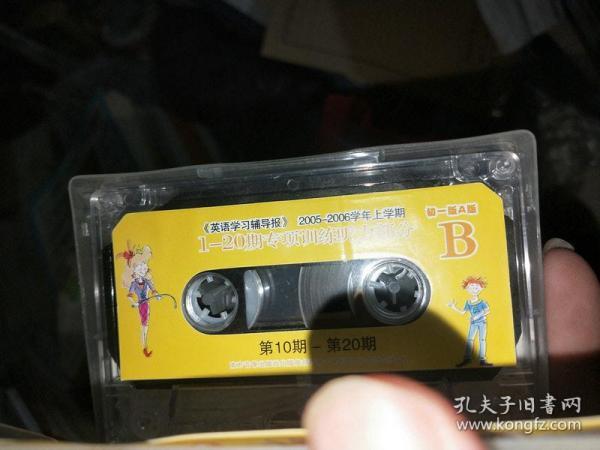 《英语学习辅导报》 2005-2006学年上学期
初一版A版
1-20期专项训练听力部分
B
第10期-第20期
孔夫子旧书网
www.kongfz.com